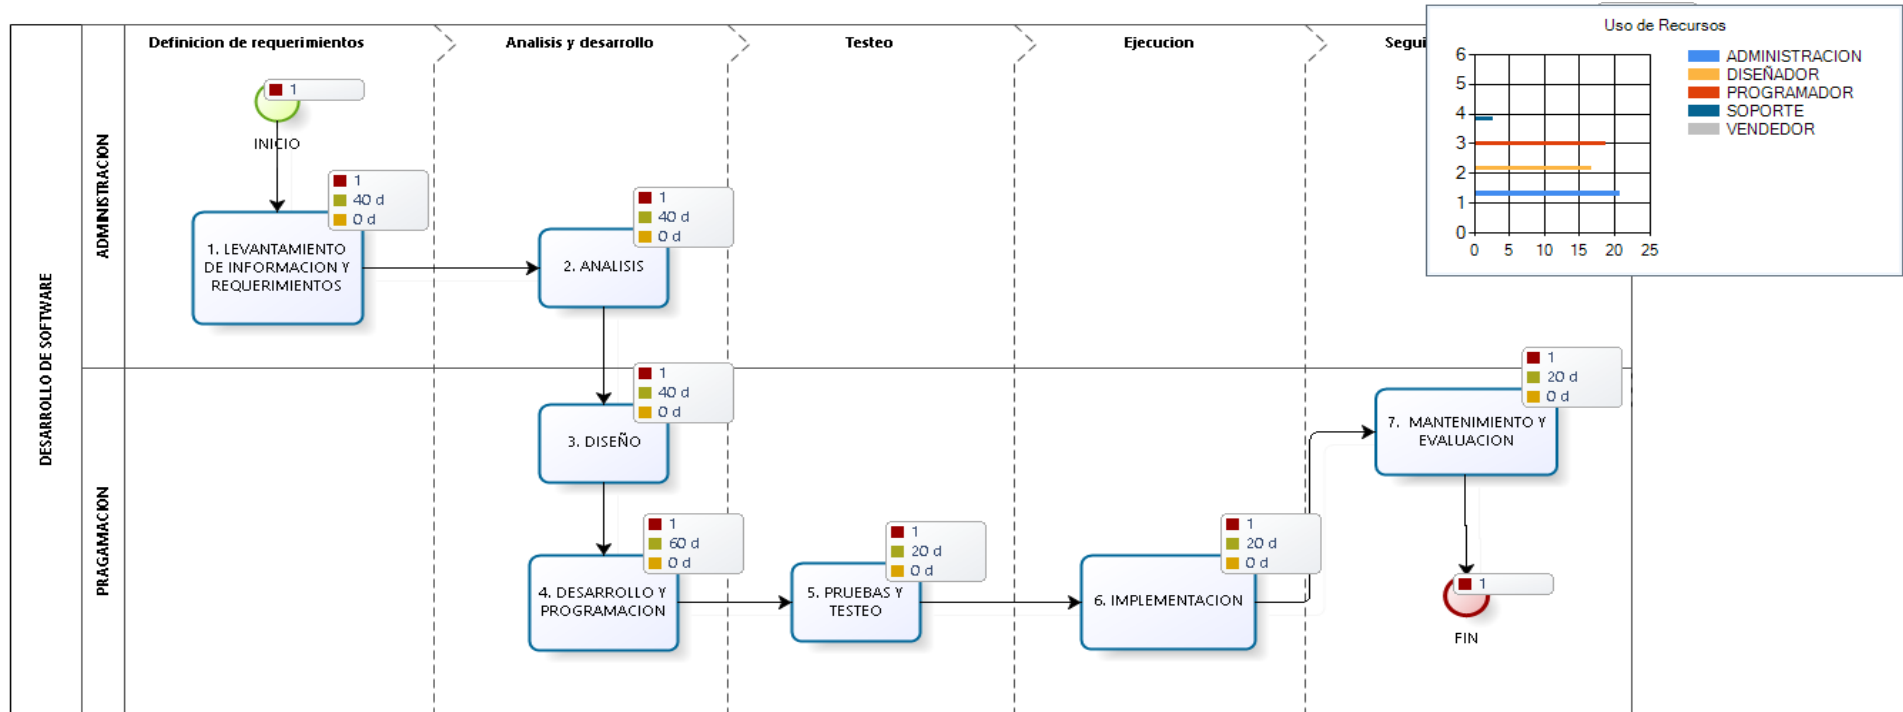 Definicion de requerimientos
Analisis y desarrollo
Testeo
Ejecucion
Segui
DESARROLLO DE SOFTWARE
ADMINISTRACION
PRAGAMACION
1
INICIO
1
40 d
0 d
1. LEVANTAMIENTO
DE INFORMACION Y
REQUERIMIENTOS
1
40 d
0 d
2. ANALISIS
1
40 d
0 d
3. DISEÑO
1
60 d
0 d
4. DESARROLLO Y
PROGRAMACION
1
20 d
0 d
5. PRUEBAS Y
TESTEO
1
20 d
0 d
6. IMPLEMENTACION
1
20 d
0 d
7. MANTENIMIENTO Y
EVALUACION
1
FIN
Uso de Recursos
6
5
4
3
2
1
0
0 5 10 15 20 25
ADMINISTRACION
DISEÑADOR
PROGRAMADOR
SOPORTE
VENDEDOR